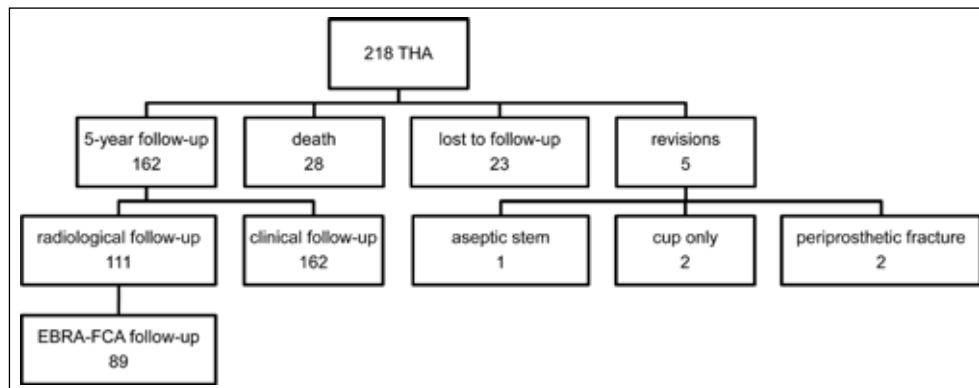 218 THA
5-year follow-up
162
death
28
lost to follow-up
23
revisions
5
radiological follow-up
111
clinical follow-up
162
aseptic stem
1
cup only
2
periprosthetic fracture
2
EBRA-FCA follow-up
89